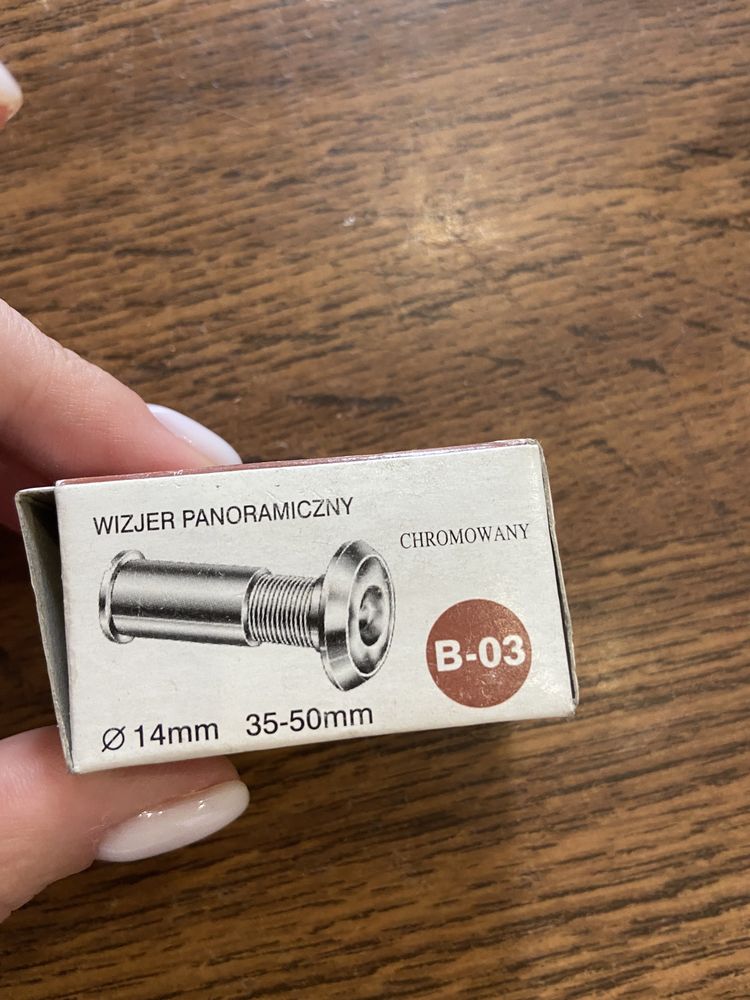 WIZJER PANORAMICZNY
CHROMOWANY
B-03
Ø 14mm 35-50mm